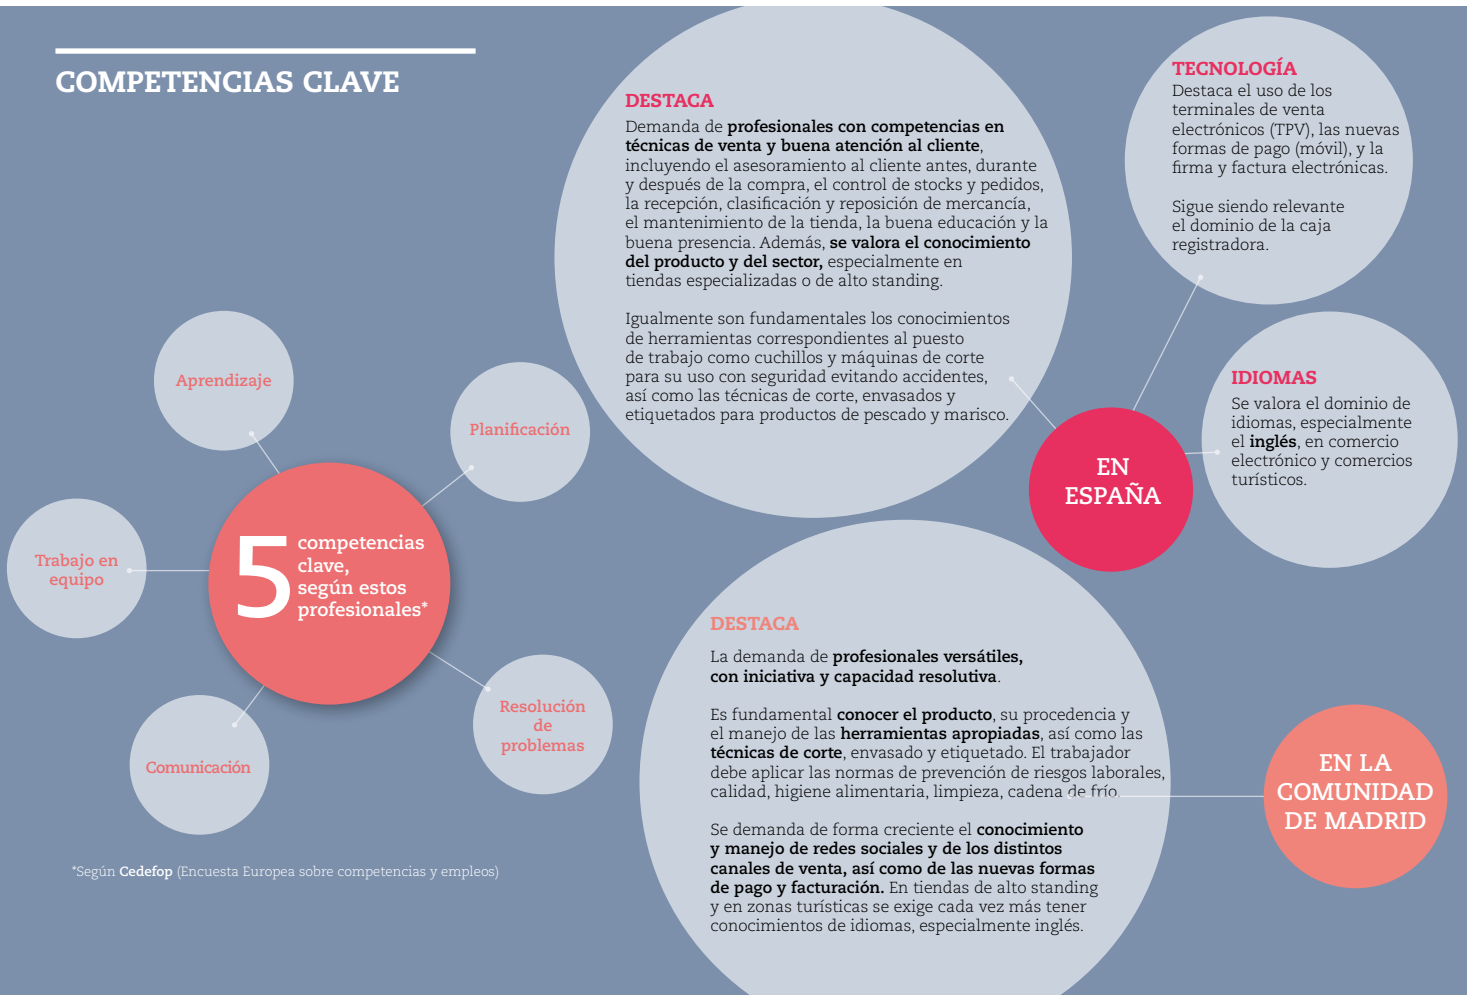 COMPETENCIAS CLAVE
Aprendizaje
Planificación
Trabajo en
equipo
5
competencias
clave,
según estos
profesionales*
Resolución
de
problemas
Comunicación
*Según Cedefop (Encuesta Europea sobre competencias y empleos)
DESTACA
Demanda de profesionales con competencias en
técnicas de venta y buena atención al cliente,
incluyendo el asesoramiento al cliente antes, durante
y después de la compra, el control de stocks y pedidos,
la recepción, clasificación y reposición de mercancía,
el mantenimiento de la tienda, la buena educación y la
buena presencia. Además, se valora el conocimiento
del producto y del sector, especialmente en
tiendas especializadas o de alto standing.
Igualmente son fundamentales los conocimientos
de herramientas correspondientes al puesto
de trabajo como cuchillos y máquinas de corte
para su uso con seguridad evitando accidentes,
así como las técnicas de corte, envasados y
etiquetados para productos de pescado y marisco.
TECNOLOGÍA
Destaca el uso de los
terminales de venta
electrónicos (TPV), las nuevas
formas de pago (móvil), y la
firma y factura electrónicas.
Sigue siendo relevante
el dominio de la caja
registradora.
IDIOMAS
Se valora el dominio de
idiomas, especialmente
el inglés, en comercio
electrónico y comercios
turísticos.
EN
ESPAÑA
DESTACA
La demanda de profesionales versátiles,
con iniciativa y capacidad resolutiva.
Es fundamental conocer el producto, su procedencia y
el manejo de las herramientas apropiadas, así como las
técnicas de corte, envasado y etiquetado. El trabajador
debe aplicar las normas de prevención de riesgos laborales,
calidad, higiene alimentaria, limpieza, cadena de frío.
Se demanda de forma creciente el conocimiento
y manejo de redes sociales y de los distintos
canales de venta, así como de las nuevas formas
de pago y facturación. En tiendas de alto standing
y en zonas turísticas se exige cada vez más tener
conocimientos de idiomas, especialmente inglés.
EN LA
COMUNIDAD
DE MADRID